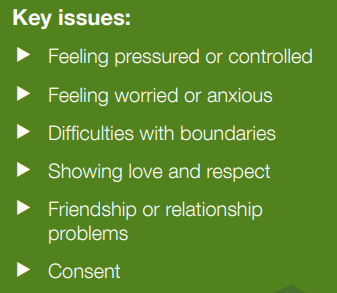 Key issues:
Feeling pressured or controlled
Feeling worried or anxious
Difficulties with boundaries
Showing love and respect
Friendship or relationship
problems
Consent